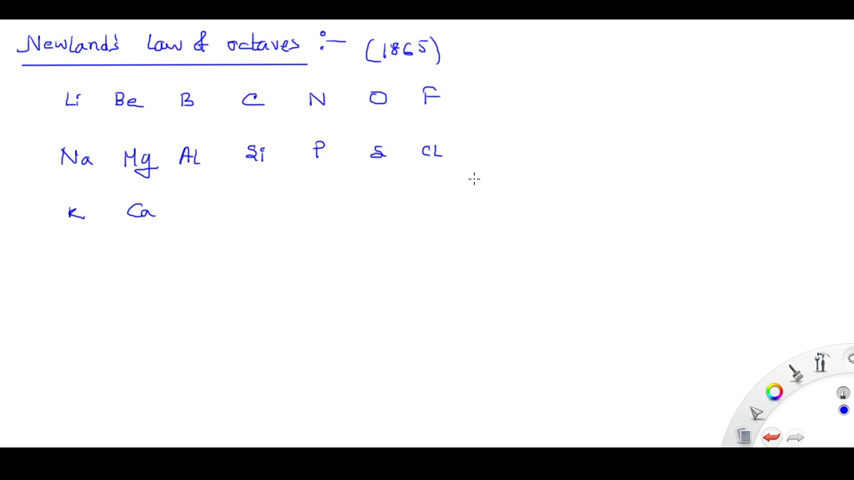 Newland's Law of octaves :- (1865)
Li Be B C N O F
Na Mg Al Si P S CL
K Ca